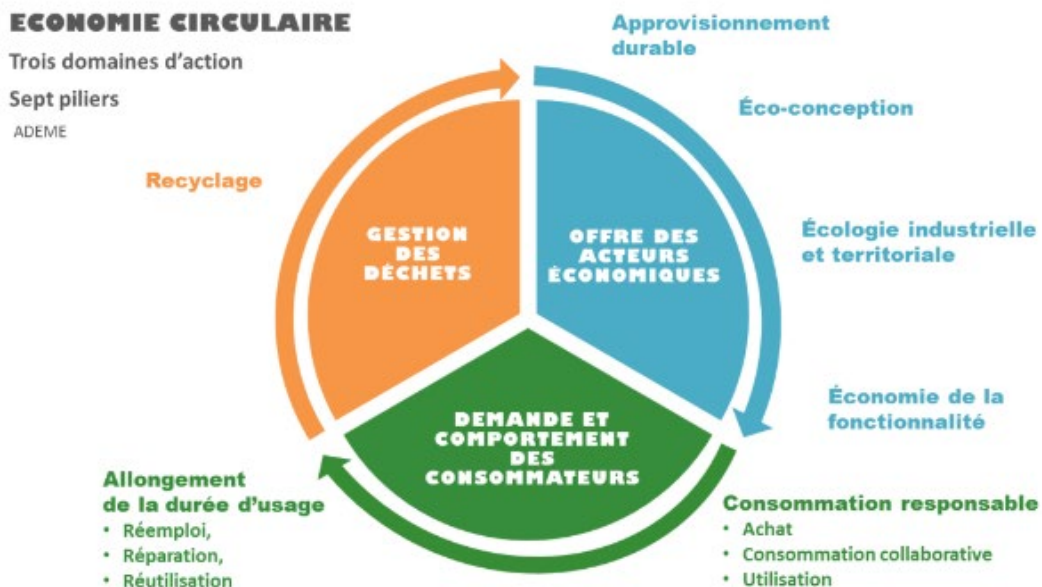 ECONOMIE CIRCULAIRE
Trois domaines d'action
Sept piliers
ADEME
Approvisionnement
durable
Éco-conception
Écologie industrielle
et territoriale
Économie de la
fonctionnalité
Recyclage
GESTION
DES
DÉCHETS
OFFRE DES
ACTEURS
ÉCONOMIQUES
DEMANDE ET
COMPORTEMENT
DES
CONSOMMATEURS
Allongement
de la durée d'usage
• Réemploi,
• Réparation,
• Réutilisation
Consommation responsable
• Achat
• Consommation collaborative
• Utilisation